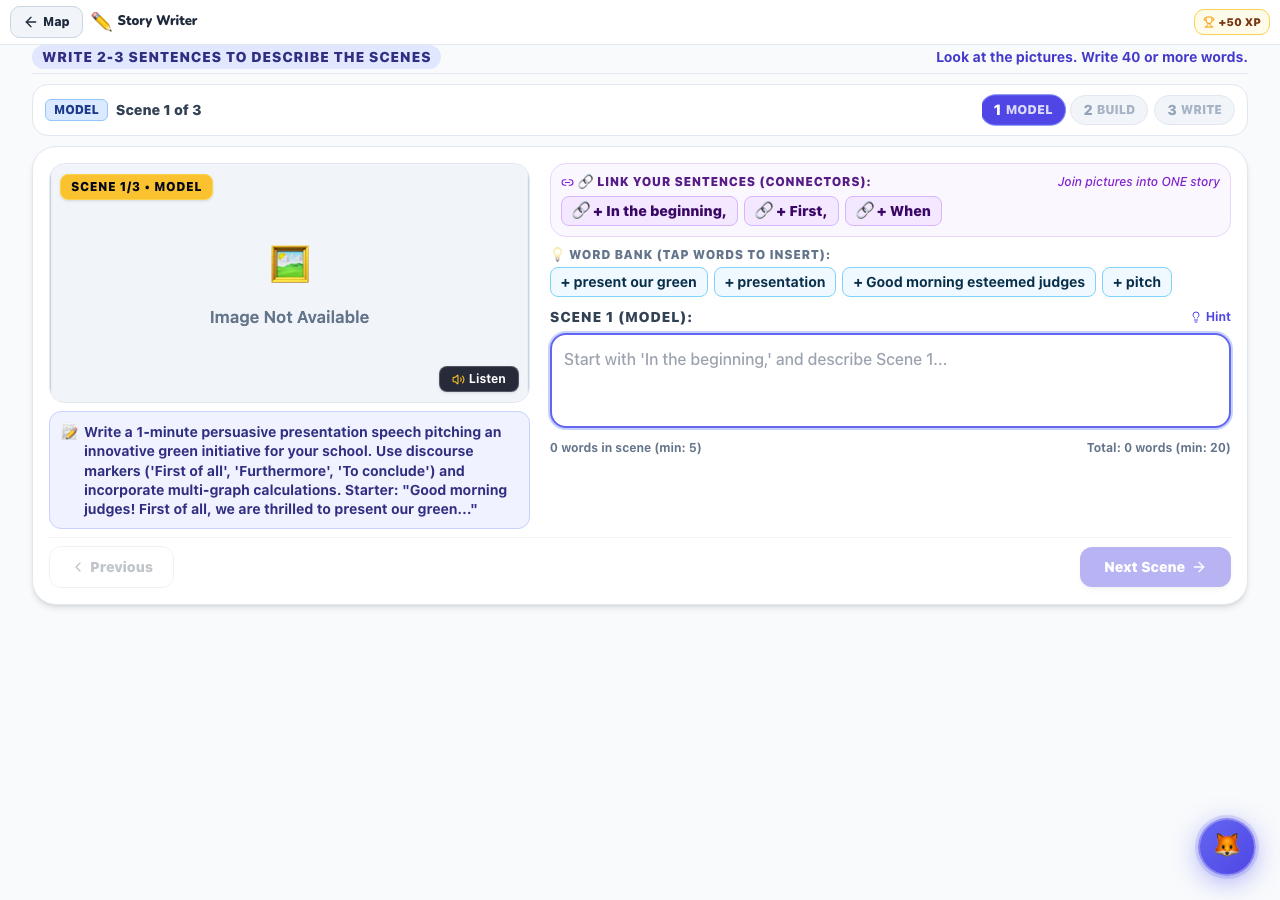 Map
Story Writer
+50 XP
WRITE 2-3 SENTENCES TO DESCRIBE THE SCENES
Look at the pictures. Write 40 or more words.
MODEL
Scene 1 of 3
1 MODEL
2 BUILD
3 WRITE
SCENE 1/3 • MODEL
Image Not Available
Listen
Write a 1-minute persuasive presentation speech pitching an
innovative green initiative for your school. Use discourse
markers ('First of all', 'Furthermore', 'To conclude') and
incorporate multi-graph calculations. Starter: "Good morning
judges! First of all, we are thrilled to present our green..."
LINK YOUR SENTENCES (CONNECTORS):
Join pictures into ONE story
+ In the beginning,
+ First,
+ When
WORD BANK (TAP WORDS TO INSERT):
+ present our green
+ presentation
+ Good morning esteemed judges
+ pitch
SCENE 1 (MODEL):
Hint
Start with 'In the beginning,' and describe Scene 1...
0 words in scene (min: 5)
Total: 0 words (min: 20)
Previous
Next Scene